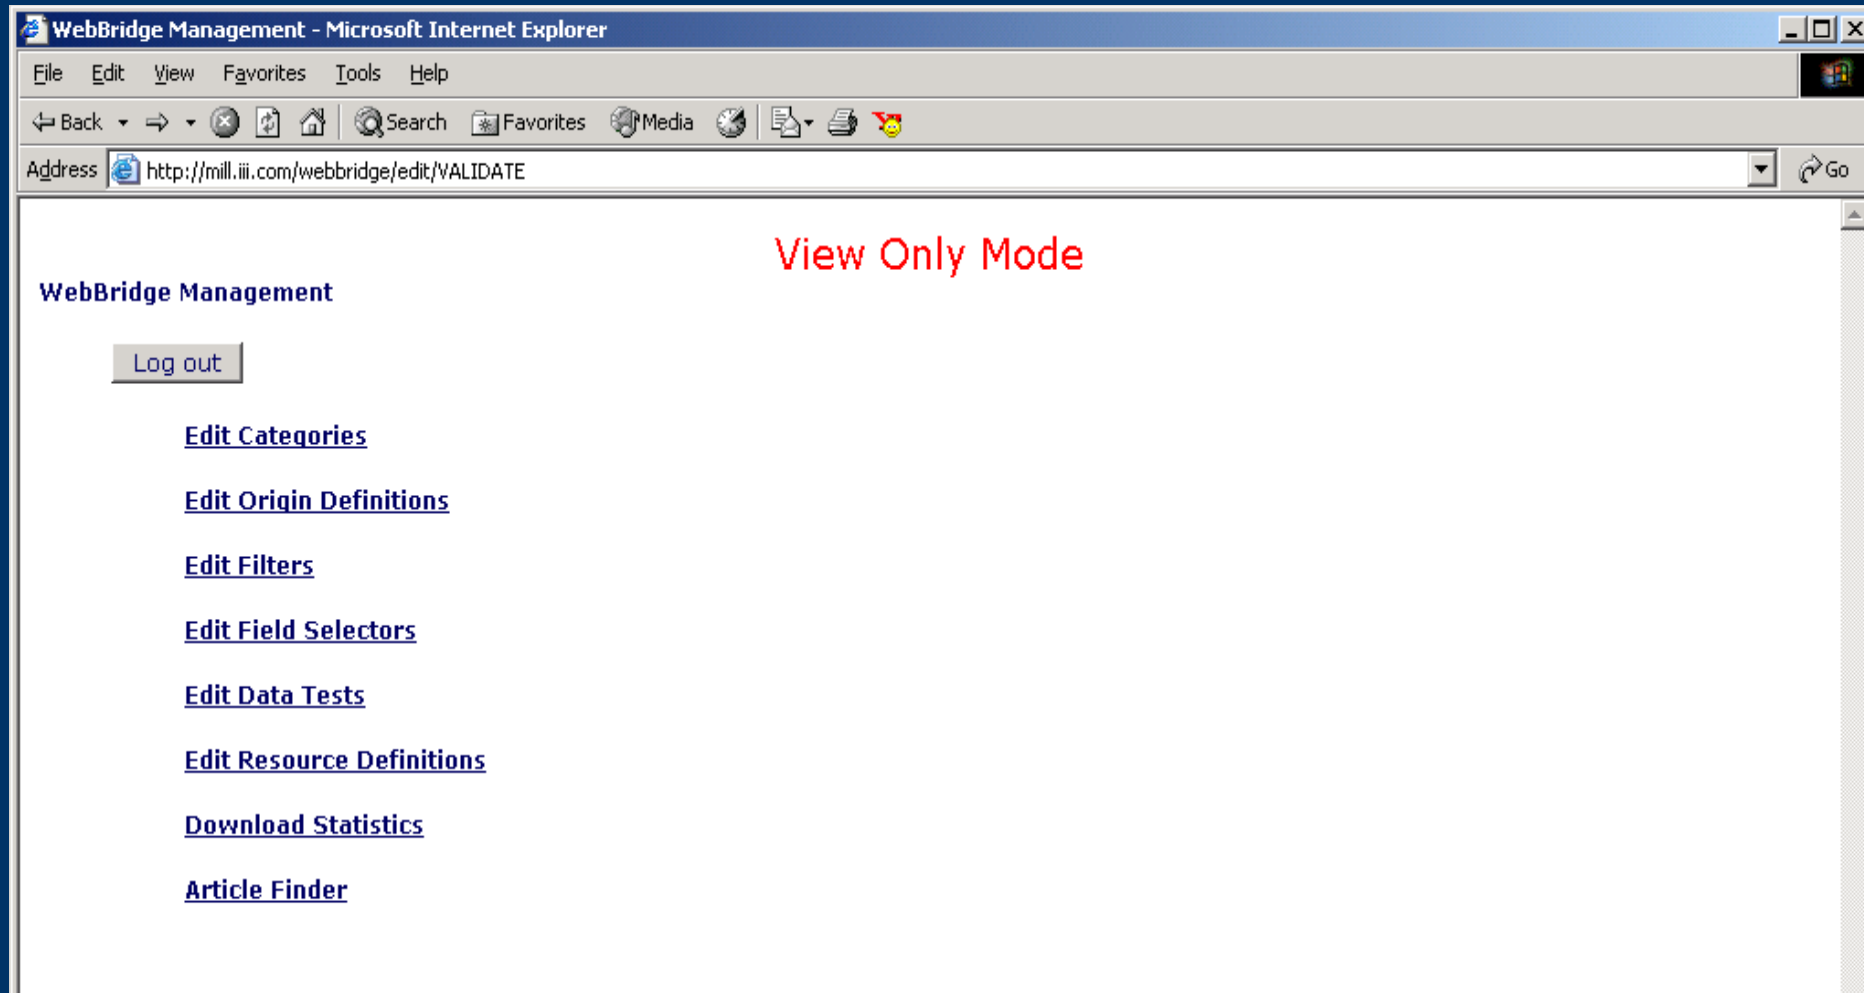 WebBridge Management - Microsoft Internet Explorer
File Edit View Favorites Tools Help
Back Search Favorites Media
Address http://mill.iii.com/webbridge/edit/VALIDATE Go
View Only Mode
WebBridge Management
Log out
Edit Categories
Edit Origin Definitions
Edit Filters
Edit Field Selectors
Edit Data Tests
Edit Resource Definitions
Download Statistics
Article Finder